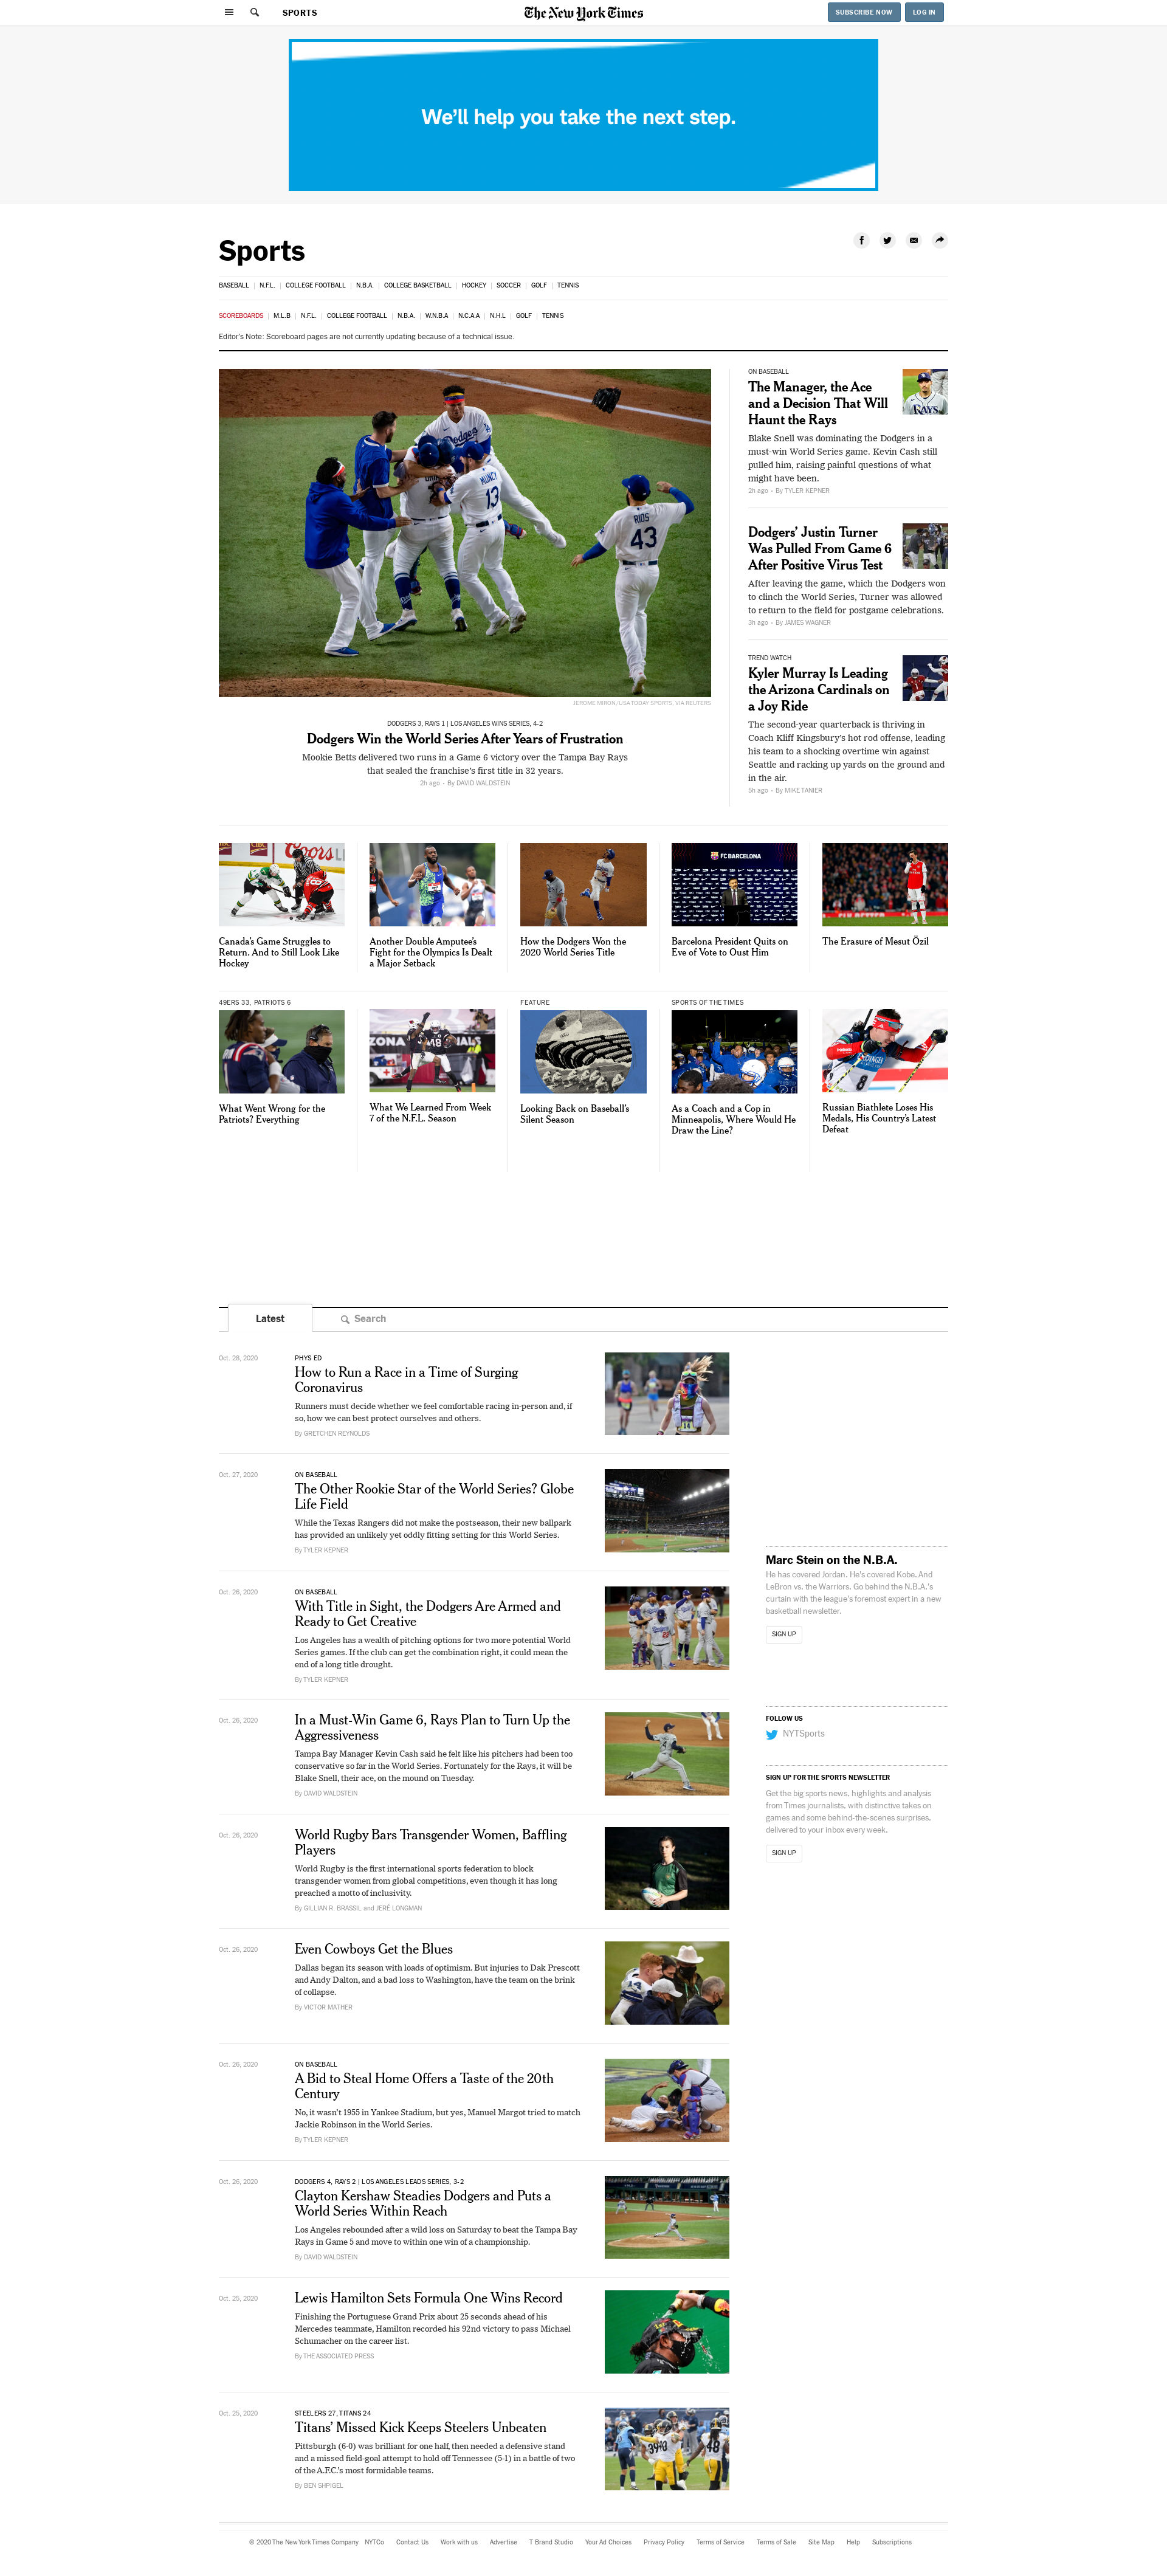 SPORTS
The New York Times
SUBSCRIBE NOW
LOG IN
We'll help you take the next step.
Sports
BASEBALL | N.F.L. | COLLEGE FOOTBALL | N.B.A. | COLLEGE BASKETBALL | HOCKEY | SOCCER | GOLF | TENNIS
SCOREBOARDS | M.L.B | N.F.L. | COLLEGE FOOTBALL | N.B.A. | W.N.B.A | N.C.A.A | N.H.L | GOLF | TENNIS
Editor's Note: Scoreboard pages are not currently updating because of a technical issue.
Dodgers
MUNCY
13
RIOS
43
JEROME MIRON/USA TODAY SPORTS, VIA REUTERS
DODGERS 3, RAYS 1 | LOS ANGELES WINS SERIES, 4-2
Dodgers Win the World Series After Years of Frustration
Mookie Betts delivered two runs in a Game 6 victory over the Tampa Bay Rays
that sealed the franchise's first title in 32 years.
2h ago - By DAVID WALDSTEIN
ON BASEBALL
The Manager, the Ace
and a Decision That Will
Haunt the Rays
RAYS
Blake Snell was dominating the Dodgers in a
must-win World Series game. Kevin Cash still
pulled him, raising painful questions of what
might have been.
2h ago - By TYLER KEPNER
Dodgers' Justin Turner
Was Pulled From Game 6
After Positive Virus Test
After leaving the game, which the Dodgers won
to clinch the World Series, Turner was allowed
to return to the field for postgame celebrations.
3h ago - By JAMES WAGNER
TREND WATCH
Kyler Murray Is Leading
the Arizona Cardinals on
a Joy Ride
The second-year quarterback is thriving in
Coach Kliff Kingsbury's hot rod offense, leading
his team to a shocking overtime win against
Seattle and racking up yards on the ground and
in the air.
5h ago - By MIKE TANIER
Coors
Canada's Game Struggles to
Return. And to Still Look Like
Hockey
Another Double Amputee's
Fight for the Olympics Is Dealt
a Major Setback
How the Dodgers Won the
2020 World Series Title
FC BARCELONA
Barcelona President Quits on
Eve of Vote to Oust Him
The Erasure of Mesut Özil
49ERS 33, PATRIOTS 6
What Went Wrong for the
Patriots? Everything
48
What We Learned From Week
7 of the N.F.L. Season
FEATURE
Looking Back on Baseball's
Silent Season
SPORTS OF THE TIMES
As a Coach and a Cop in
Minneapolis, Where Would He
Draw the Line?
8
Russian Biathlete Loses His
Medals, His Country's Latest
Defeat
Latest
Search
Oct. 28, 2020
PHYS ED
How to Run a Race in a Time of Surging
Coronavirus
Runners must decide whether we feel comfortable racing in-person and, if
so, how we can best protect ourselves and others.
By GRETCHEN REYNOLDS
14
Oct. 27, 2020
ON BASEBALL
The Other Rookie Star of the World Series? Globe
Life Field
While the Texas Rangers did not make the postseason, their new ballpark
has provided an unlikely yet oddly fitting setting for this World Series.
By TYLER KEPNER
Oct. 26, 2020
ON BASEBALL
With Title in Sight, the Dodgers Are Armed and
Ready to Get Creative
Los Angeles has a wealth of pitching options for two more potential World
Series games. If the club can get the combination right, it could mean the
end of a long title drought.
By TYLER KEPNER
Oct. 26, 2020
In a Must-Win Game 6, Rays Plan to Turn Up the
Aggressiveness
Tampa Bay Manager Kevin Cash said he felt like his pitchers had been too
conservative so far in the World Series. Fortunately for the Rays, it will be
Blake Snell, their ace, on the mound on Tuesday.
By DAVID WALDSTEIN
Oct. 26, 2020
World Rugby Bars Transgender Women, Baffling
Players
World Rugby is the first international sports federation to block
transgender women from global competitions, even though it has long
preached a motto of inclusivity.
By GILLIAN R. BRASSIL and JERÉ LONGMAN
Oct. 26, 2020
Even Cowboys Get the Blues
Dallas began its season with loads of optimism. But injuries to Dak Prescott
and Andy Dalton, and a bad loss to Washington, have the team on the brink
of collapse.
By VICTOR MATHER
Oct. 26, 2020
ON BASEBALL
A Bid to Steal Home Offers a Taste of the 20th
Century
No, it wasn't 1955 in Yankee Stadium, but yes, Manuel Margot tried to match
Jackie Robinson in the World Series.
By TYLER KEPNER
Oct. 26, 2020
DODGERS 4, RAYS 2 | LOS ANGELES LEADS SERIES, 3-2
Clayton Kershaw Steadies Dodgers and Puts a
World Series Within Reach
Los Angeles rebounded after a wild loss on Saturday to beat the Tampa Bay
Rays in Game 5 and move to within one win of a championship.
By DAVID WALDSTEIN
Oct. 25, 2020
Lewis Hamilton Sets Formula One Wins Record
Finishing the Portuguese Grand Prix about 25 seconds ahead of his
Mercedes teammate, Hamilton recorded his 92nd victory to pass Michael
Schumacher on the career list.
By THE ASSOCIATED PRESS
Oct. 25, 2020
STEELERS 27, TITANS 24
Titans' Missed Kick Keeps Steelers Unbeaten
Pittsburgh (6-0) was brilliant for one half, then needed a defensive stand
and a missed field-goal attempt to hold off Tennessee (5-1) in a battle of two
of the A.F.C.'s most formidable teams.
By BEN SHPIGEL
Marc Stein on the N.B.A.
He has covered Jordan. He's covered Kobe. And
LeBron vs. the Warriors. Go behind the N.B.A.'s
curtain with the league's foremost expert in a new
basketball newsletter.
SIGN UP
FOLLOW US
NYTSports
SIGN UP FOR THE SPORTS NEWSLETTER
Get the big sports news, highlights and analysis
from Times journalists, with distinctive takes on
games and some behind-the-scenes surprises,
delivered to your inbox every week.
SIGN UP
© 2020 The New York Times Company NYTCo Contact Us Work with us Advertise T Brand Studio Your Ad Choices Privacy Policy Terms of Service Terms of Sale Site Map Help Subscriptions